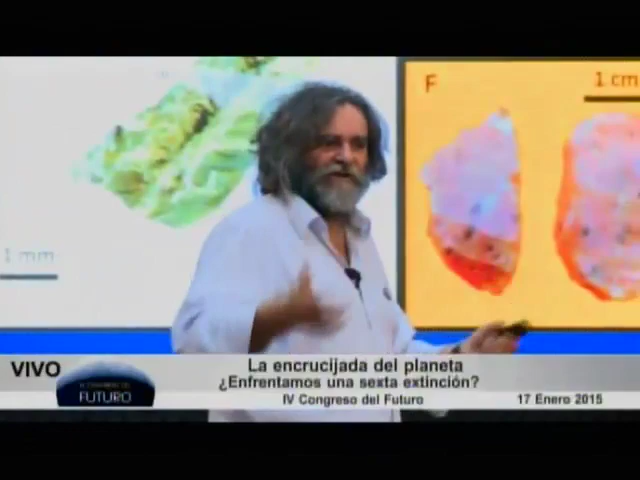 F
1 cm
1 mm
VIVO
La encrucijada del planeta
¿Enfrentamos una sexta extinción?
FUTURO
IV Congreso del Futuro
17 Enero 2015